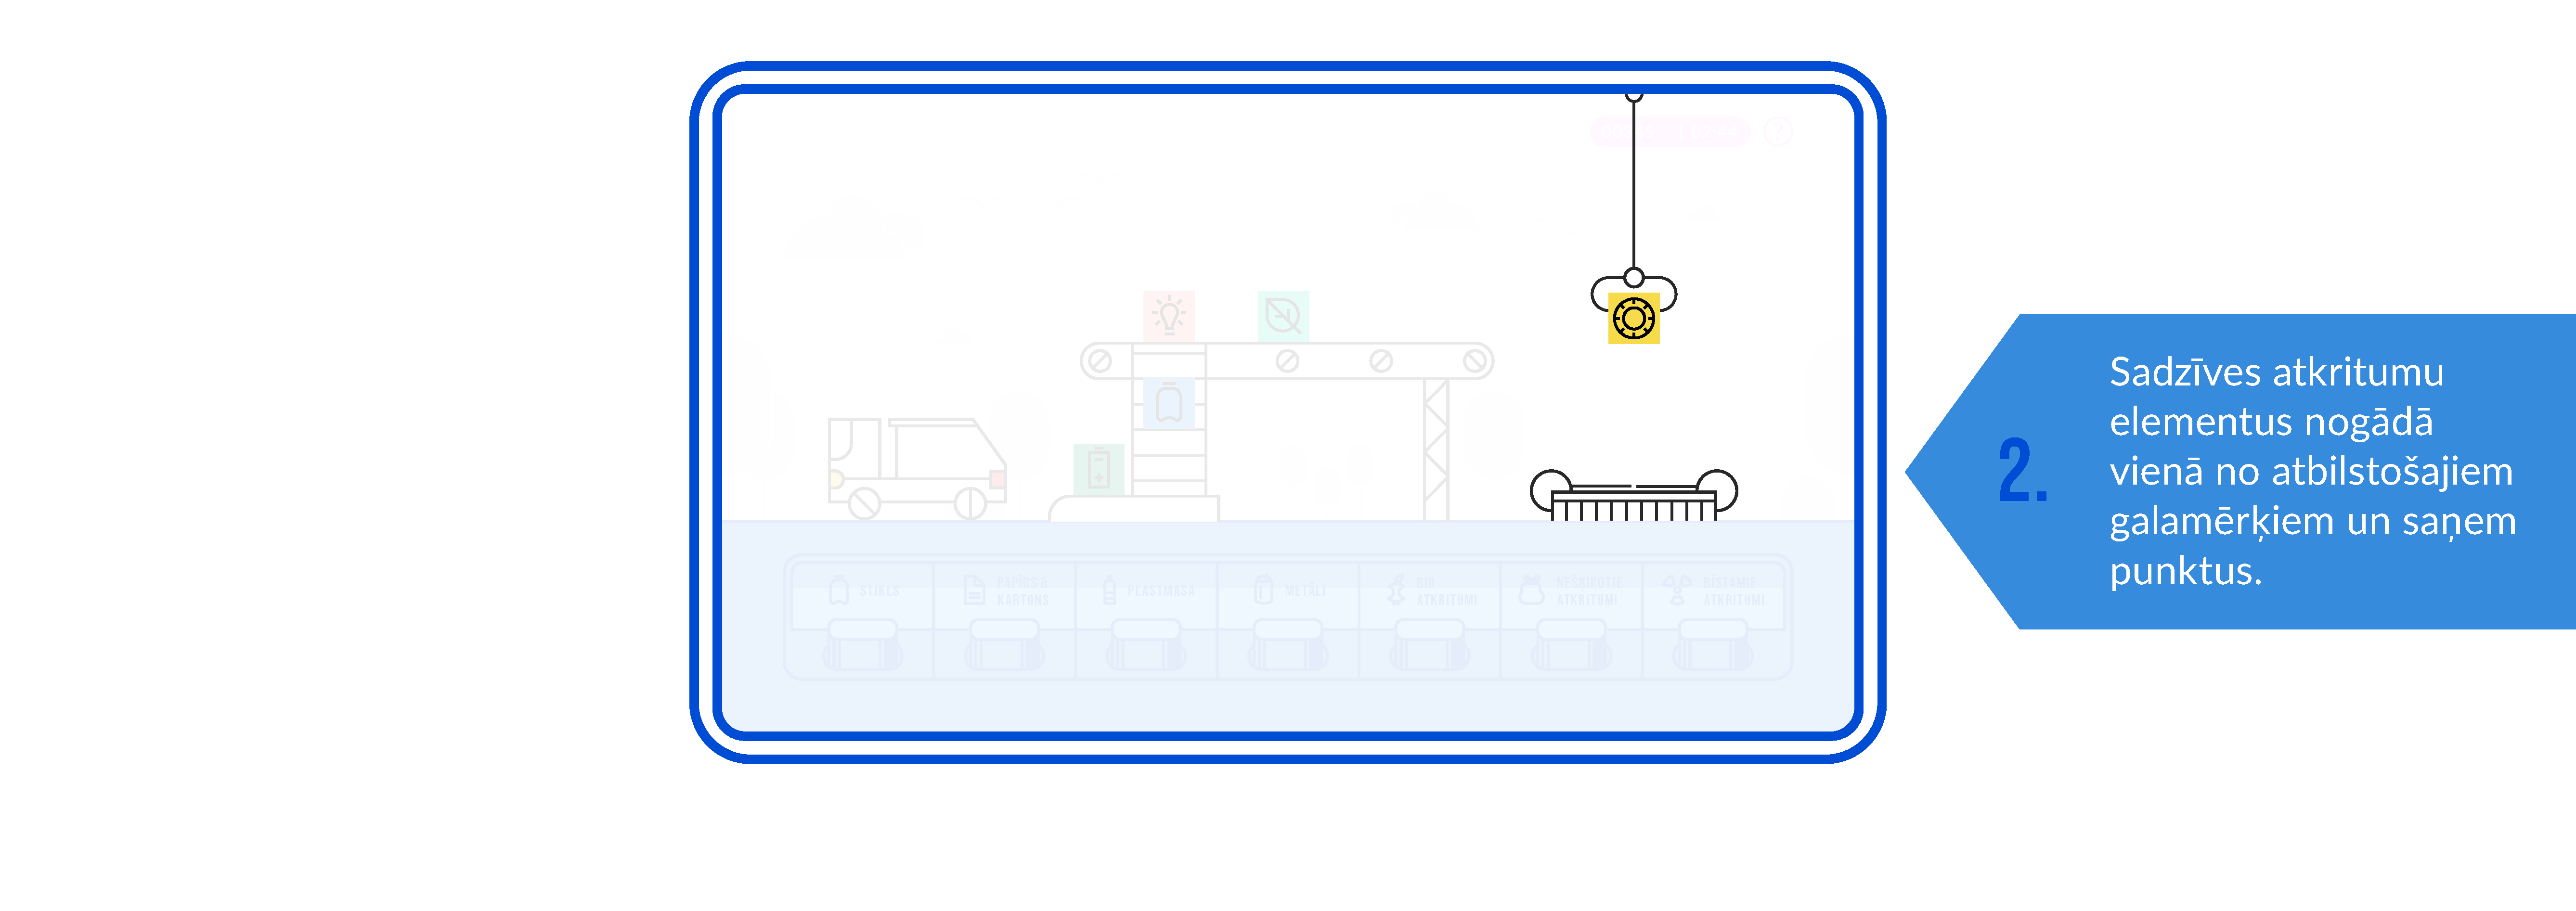 2.
Sadzīves atkritumu
elementus nogādā
vienā no atbilstošajiem
galamērķiem un saņem
punktus.
STIKLS
PAPĪRS &
KARTONS
PLASTMASA
METĀLI
BIO
ATKRITUMI
NEŠĶIROTIE
ATKRITUMI
BĪSTAMIE
ATKRITUMI
?